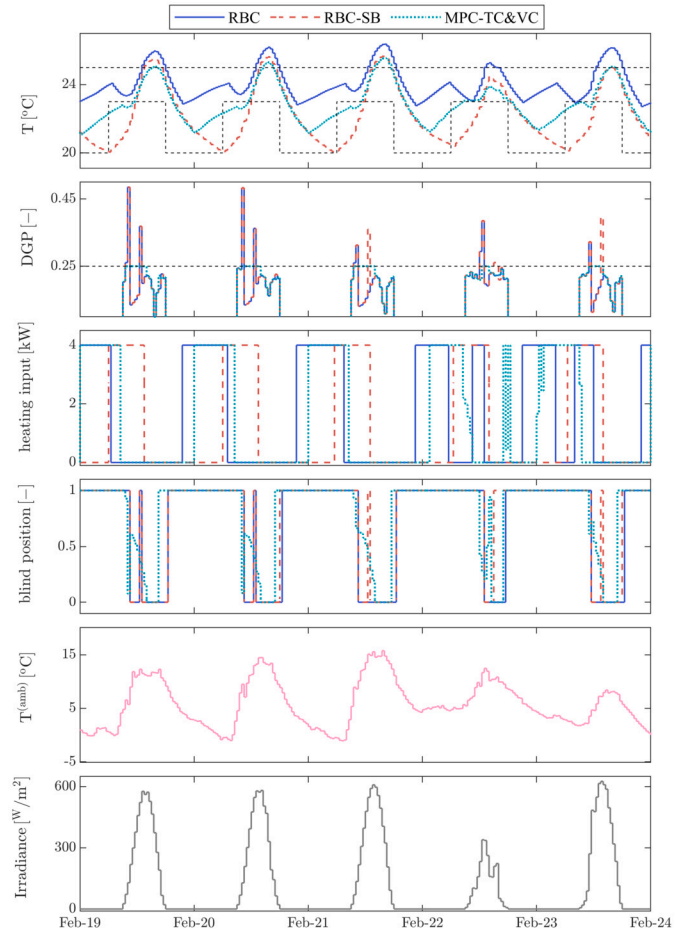 RBC RBC-SB MPC-TC&VC
T [°C]
24
20
DGP [−]
0.45
0.25
heating input [kW]
4
2
0
blind position [−]
1
0.5
0
T(amb) [°C]
15
5
-5
Irradiance [W/m²]
600
300
0
Feb-19 Feb-20 Feb-21 Feb-22 Feb-23 Feb-24